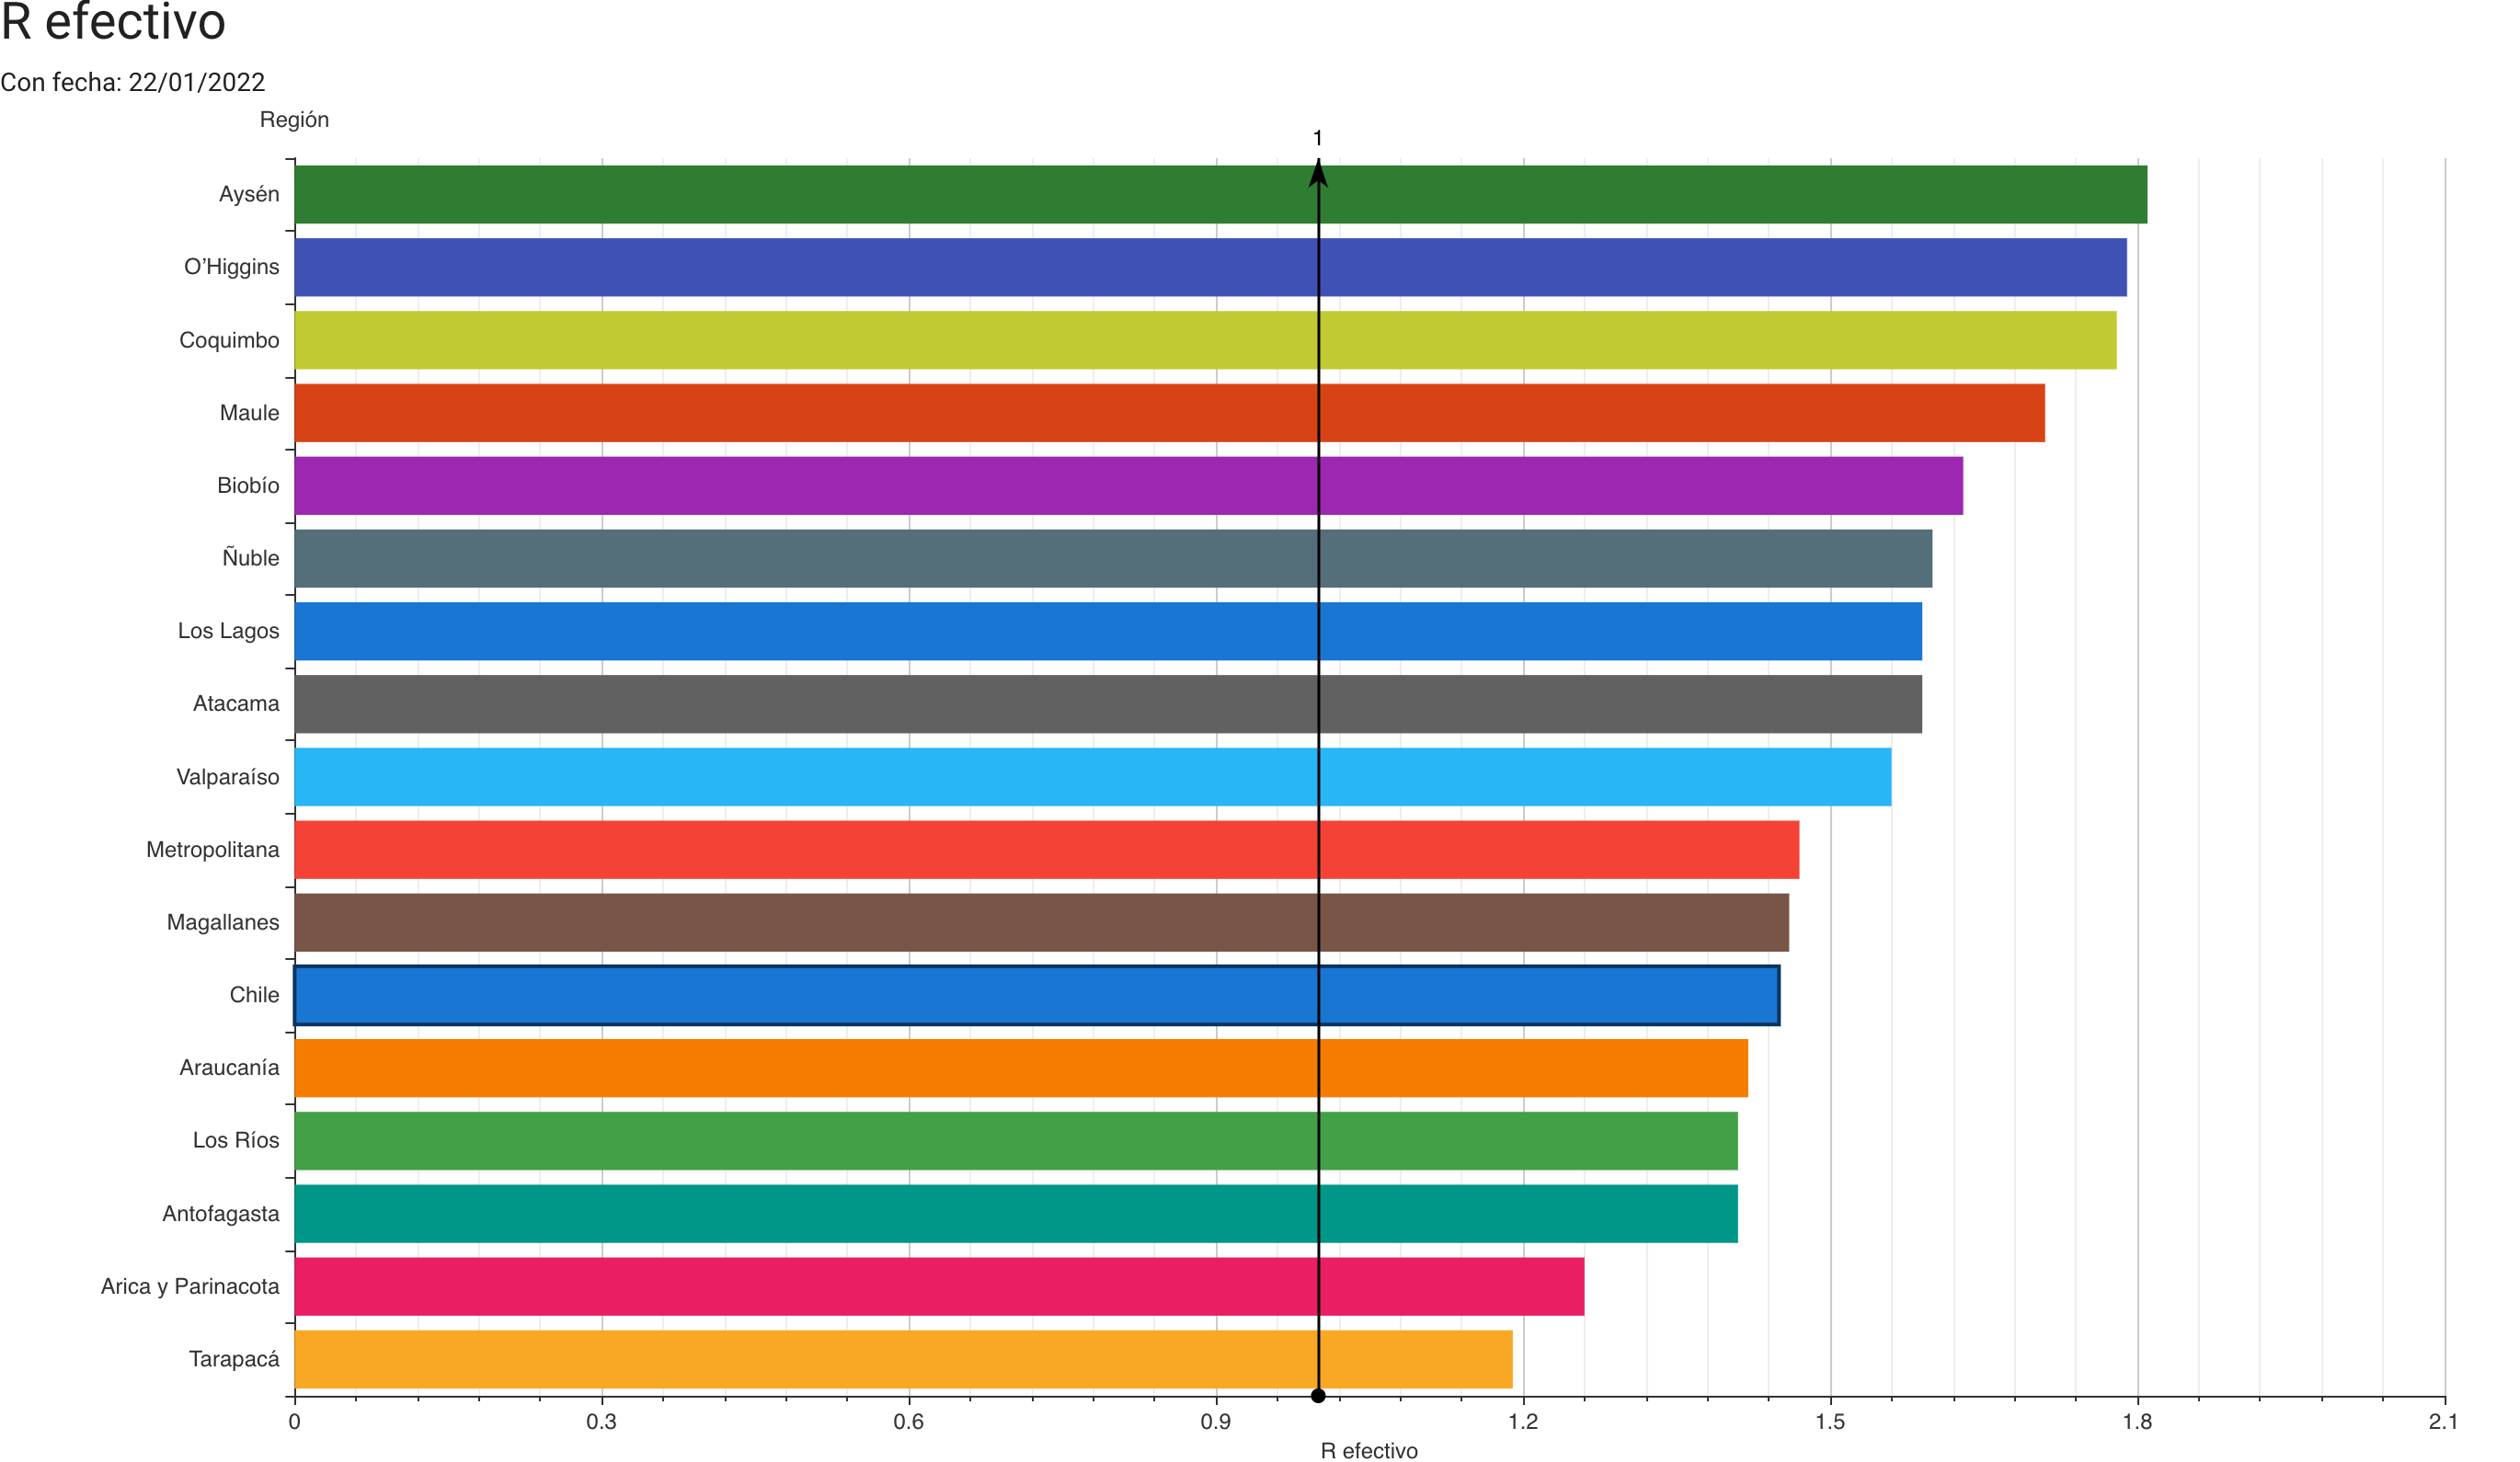 R efectivo
Con fecha: 22/01/2022
Región
1
Aysén
O’Higgins
Coquimbo
Maule
Biobío
Ñuble
Los Lagos
Atacama
Valparaíso
Metropolitana
Magallanes
Chile
Araucanía
Los Ríos
Antofagasta
Arica y Parinacota
Tarapacá
0 0.3 0.6 0.9 1.2 1.5 1.8 2.1
R efectivo